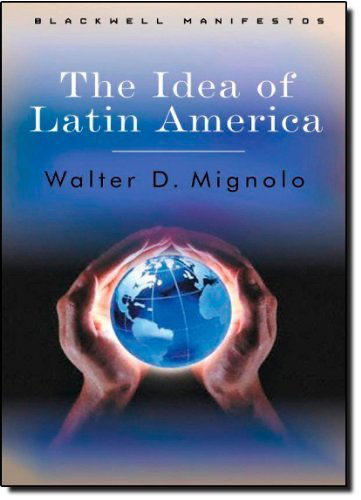 BLACKWELL MANIFESTOS
The Idea of
Latin America
Walter D. Mignolo